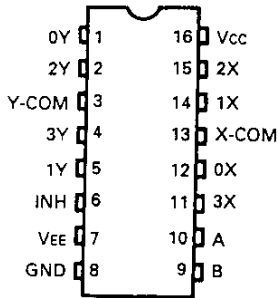 0Y 1 16 Vcc
2Y 2 15 2X
Y-COM 3 14 1X
3Y 4 13 X-COM
1Y 5 12 0X
INH 6 11 3X
VEE 7 10 A
GND 8 9 B